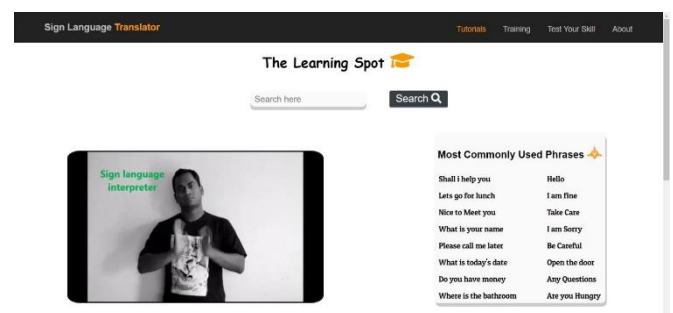 Sign Language Translator
Tutorials Training Test Your Skill About
The Learning Spot
Search here Search
Sign language
interpreter
Most Commonly Used Phrases
Shall i help you Hello
Lets go for lunch I am fine
Nice to Meet you Take Care
What is your name I am Sorry
Please call me later Be Careful
What is today's date Open the door
Do you have money Any Questions
Where is the bathroom Are you Hungry